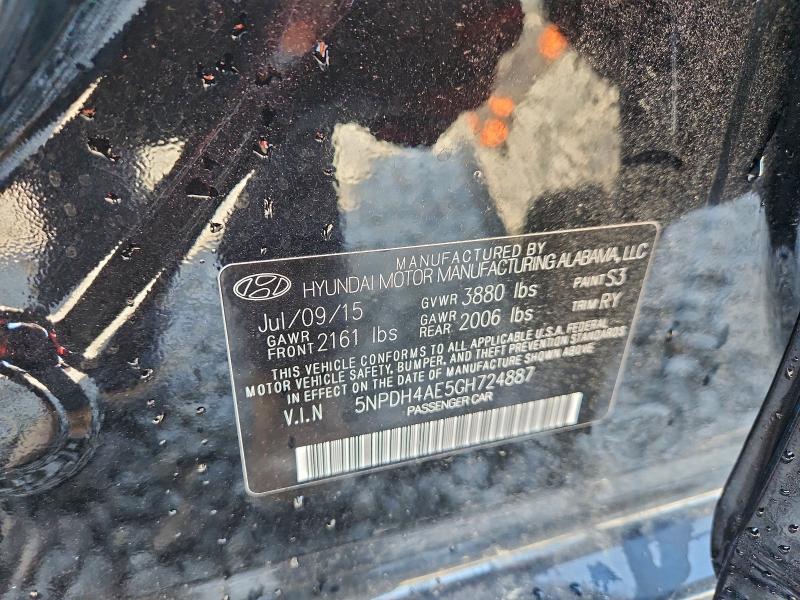 MANUFACTURED BY
HYUNDAI MOTOR MANUFACTURING ALABAMA, LLC
Jul/09/15 GVWR 3880 lbs PAINT S3
GAWR FRONT 2161 lbs GAWR REAR 2006 lbs TRIM RY
THIS VEHICLE CONFORMS TO ALL APPLICABLE U.S.A. FEDERAL
MOTOR VEHICLE SAFETY, BUMPER, AND THEFT PREVENTION STANDARDS
IN EFFECT ON THE DATE OF MANUFACTURE SHOWN ABOVE
V.I.N 5NPDH4AE5GH724887
PASSENGER CAR